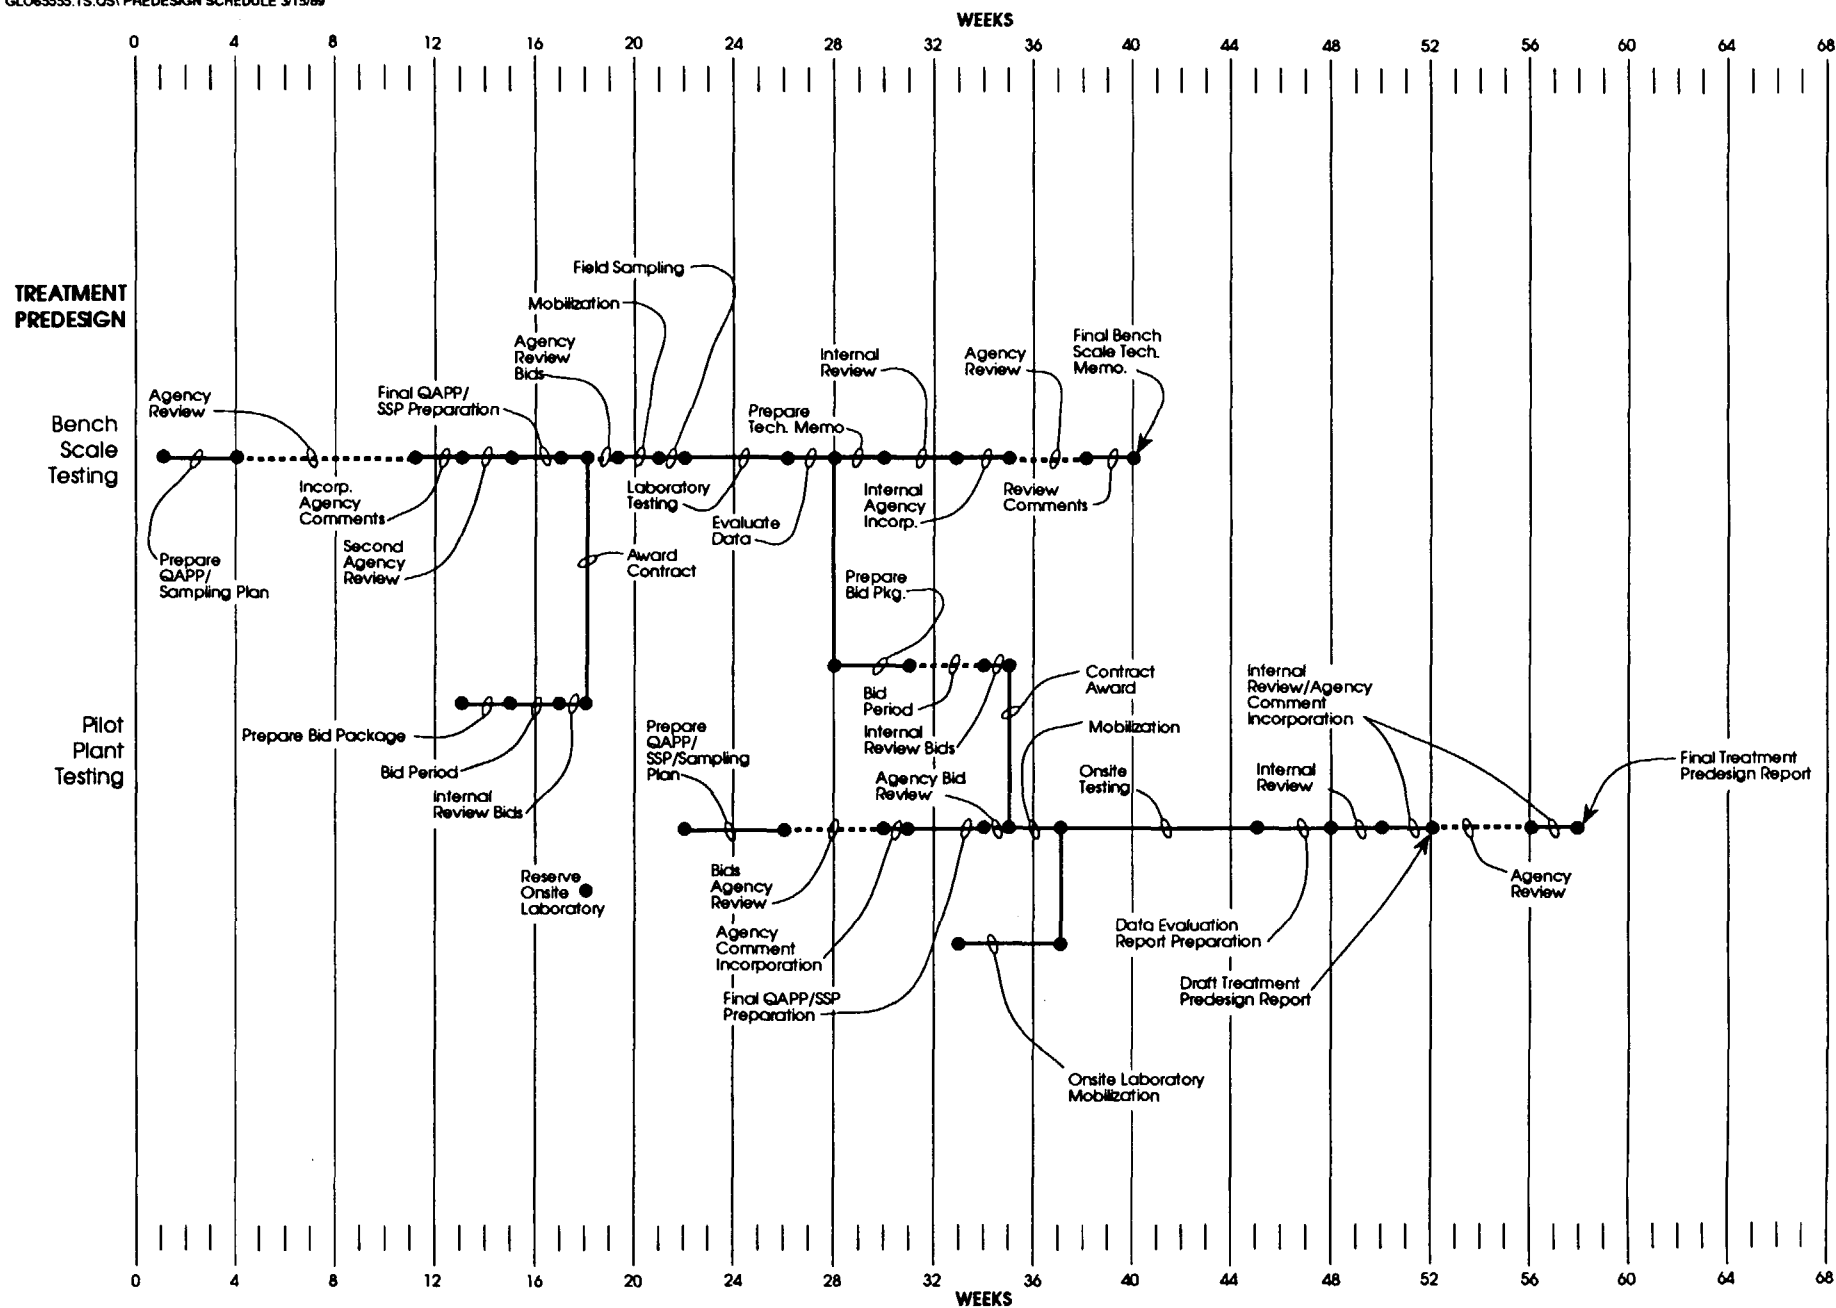 PREDESIGN SCHEDULE 3/15/89
WEEKS
0 4 8 12 16 20 24 28 32 36 40 44 48 52 56 60 64 68
TREATMENT
PREDESIGN
Field Sampling
Mobilization
Agency
Review
Bids
Internal
Review
Agency
Review
Final Bench
Scale Tech.
Memo.
Agency
Review
Final QAPP/
SSP Preparation
Prepare
Tech. Memo
Bench
Scale
Testing
Incorp.
Agency
Comments
Laboratory
Testing
Internal
Agency
Incorp.
Review
Comments
Evaluate
Data
Second
Agency
Review
Award
Contract
Prepare
QAPP/
Sampling Plan
Prepare
Bid Pkg.
Contract
Award
Internal
Review/Agency
Comment
Incorporation
Bid
Period
Pilot
Plant
Testing
Prepare Bid Package
Prepare
QAPP/
SSP/Sampling
Plan
Internal
Review Bids
Mobilization
Bid Period
Agency Bid
Review
Onsite
Testing
Internal
Review
Final Treatment
Predesign Report
Internal
Review Bids
Reserve
Onsite
Laboratory
Bids
Agency
Review
Agency
Review
Agency
Comment
Incorporation
Data Evaluation
Report Preparation
Final QAPP/SSP
Preparation
Draft Treatment
Predesign Report
Onsite Laboratory
Mobilization
0 4 8 12 16 20 24 28 32 36 40 44 48 52 56 60 64 68
WEEKS